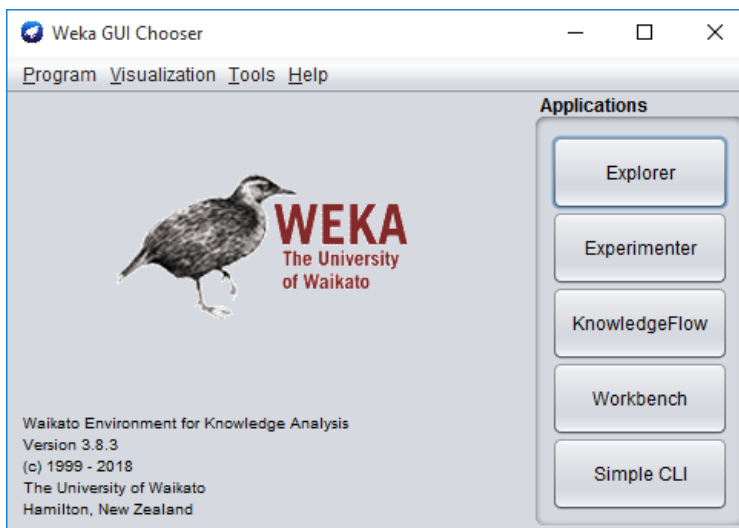 Weka GUI Chooser
Program Visualization Tools Help
Applications
Explorer
Experimenter
KnowledgeFlow
Workbench
Simple CLI
WEKA
The University
of Waikato
Waikato Environment for Knowledge Analysis
Version 3.8.3
(c) 1999 - 2018
The University of Waikato
Hamilton, New Zealand